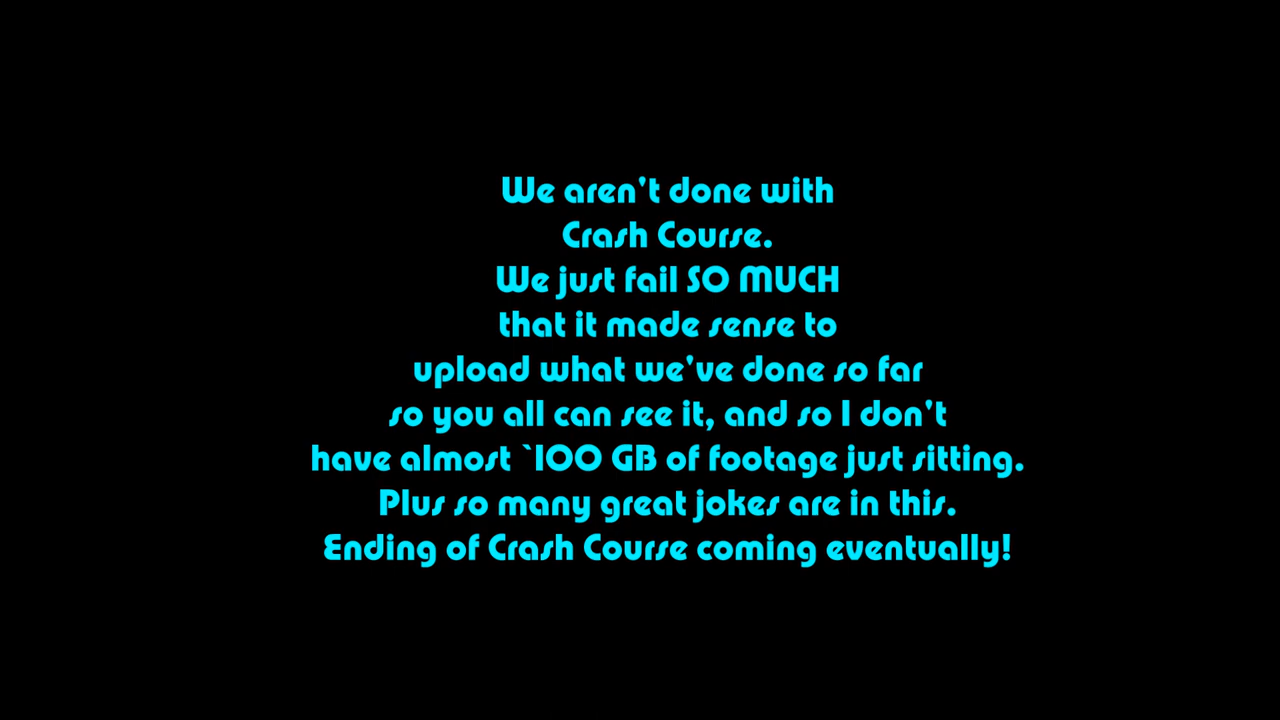 We aren't done with
Crash Course.
We just fail SO MUCH
that it made sense to
upload what we've done so far
so you all can see it, and so I don't
have almost `100 GB of footage just sitting.
Plus so many great jokes are in this.
Ending of Crash Course coming eventually!